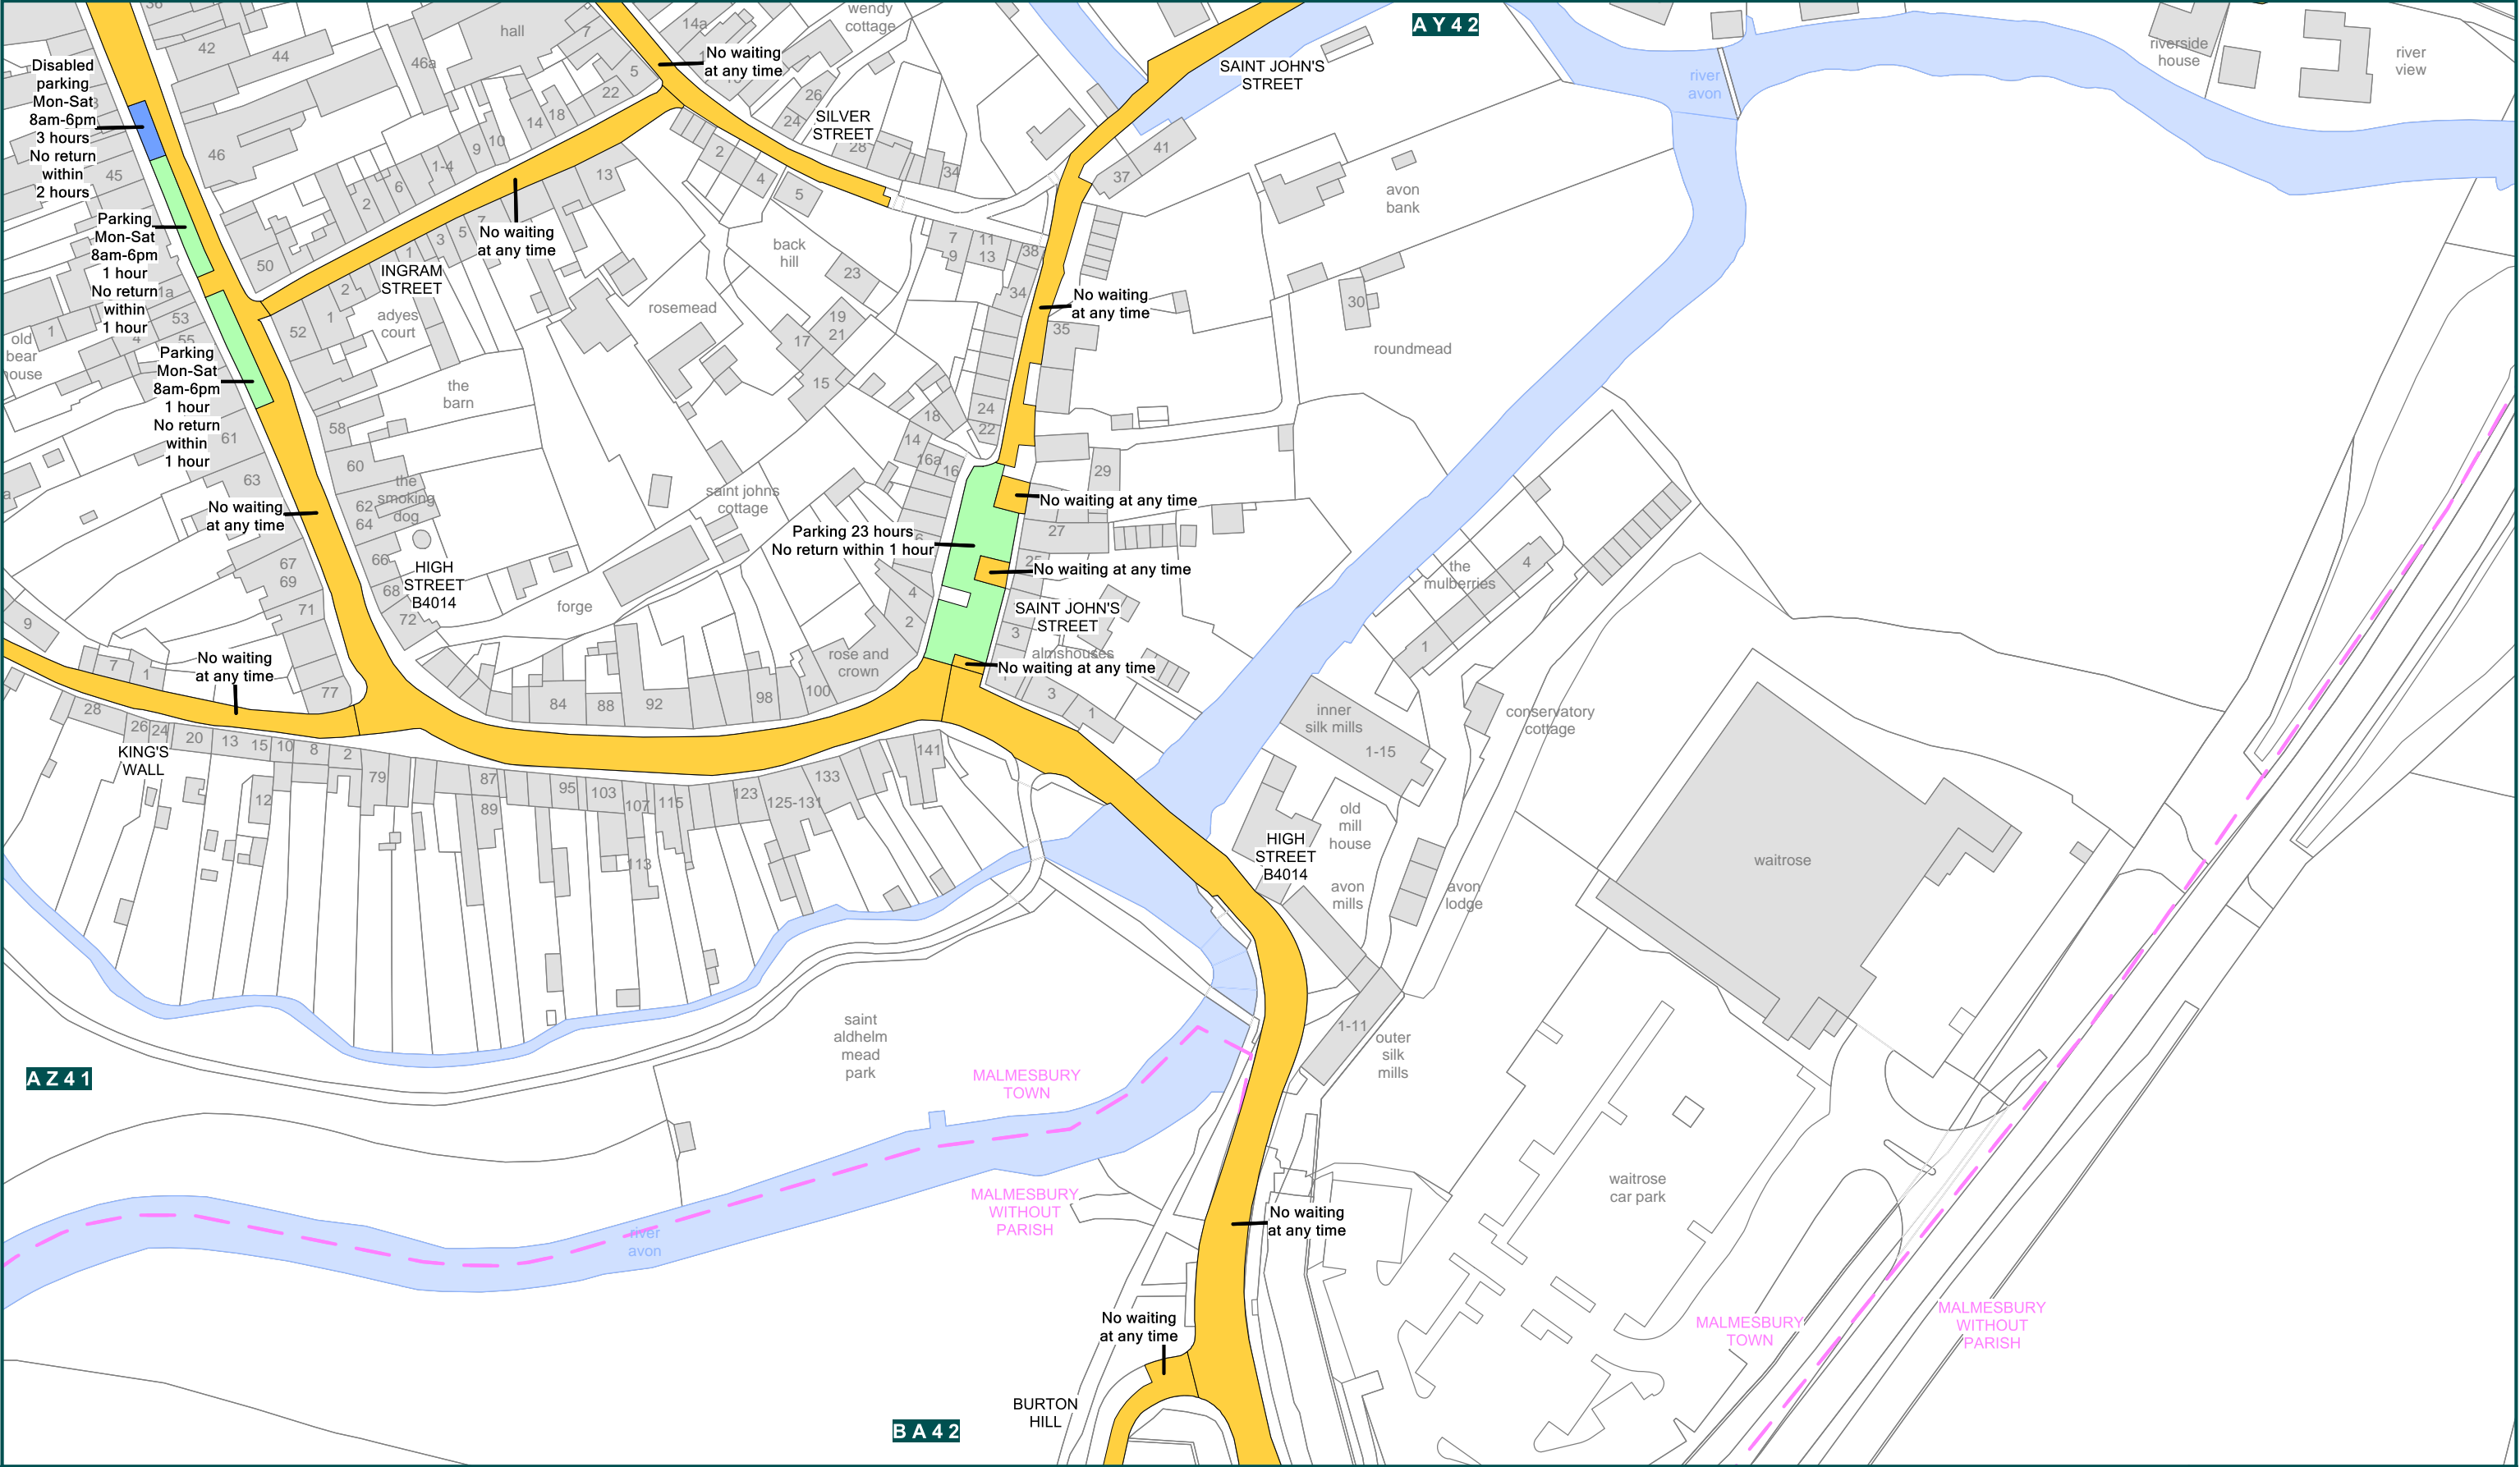 36
42
44
46a
hall
7
14a
wendy
cottage
AY42
riverside
house
river
view
No waiting
at any time
SAINT JOHN'S
STREET
river
avon
Disabled
parking
Mon-Sat
8am-6pm
3 hours
No return
within
2 hours
5
22
18
14
10
9
1-4
6
2
46
45
26
24
SILVER
STREET
28
34
2
4
5
41
37
avon
bank
13
Parking
Mon-Sat
8am-6pm
1 hour
No return
within
1 hour
50
7
5
3
1
No waiting
at any time
INGRAM
STREET
2
1
52
adyes
court
back
hill
23
7
9
11
13
38
34
No waiting
at any time
35
30
roundmead
1a
53
55
4
1
old
bear
house
rosemead
19
21
17
15
Parking
Mon-Sat
8am-6pm
1 hour
No return
within
1 hour
the
barn
58
60
61
63
24
22
18
14
16a
16
29
the
smoking
dog
62
64
saint johns
cottage
No waiting at any time
No waiting
at any time
Parking 23 hours
No return within 1 hour
6
27
25
No waiting at any time
66
67
69
68
71
72
HIGH
STREET
B4014
forge
4
2
SAINT JOHN'S
STREET
3
almshouses
the
mulberries
4
1
9
7
1
No waiting
at any time
77
rose and
crown
No waiting at any time
1
3
1
28
26
24
20
13
15
10
8
2
84
88
92
98
100
inner
silk mills
1-15
conservatory
cottage
KING'S
WALL
12
79
87
89
95
103
107
113
115
123
125-131
133
141
old
mill
house
HIGH
STREET
B4014
avon
mills
avon
lodge
waitrose
1-11
outer
silk
mills
saint
aldhelm
mead
park
AZ41
MALMESBURY
TOWN
MALMESBURY
WITHOUT
PARISH
river
avon
No waiting
at any time
waitrose
car park
No waiting
at any time
MALMESBURY
TOWN
MALMESBURY
WITHOUT
PARISH
BURTON
HILL
BA42